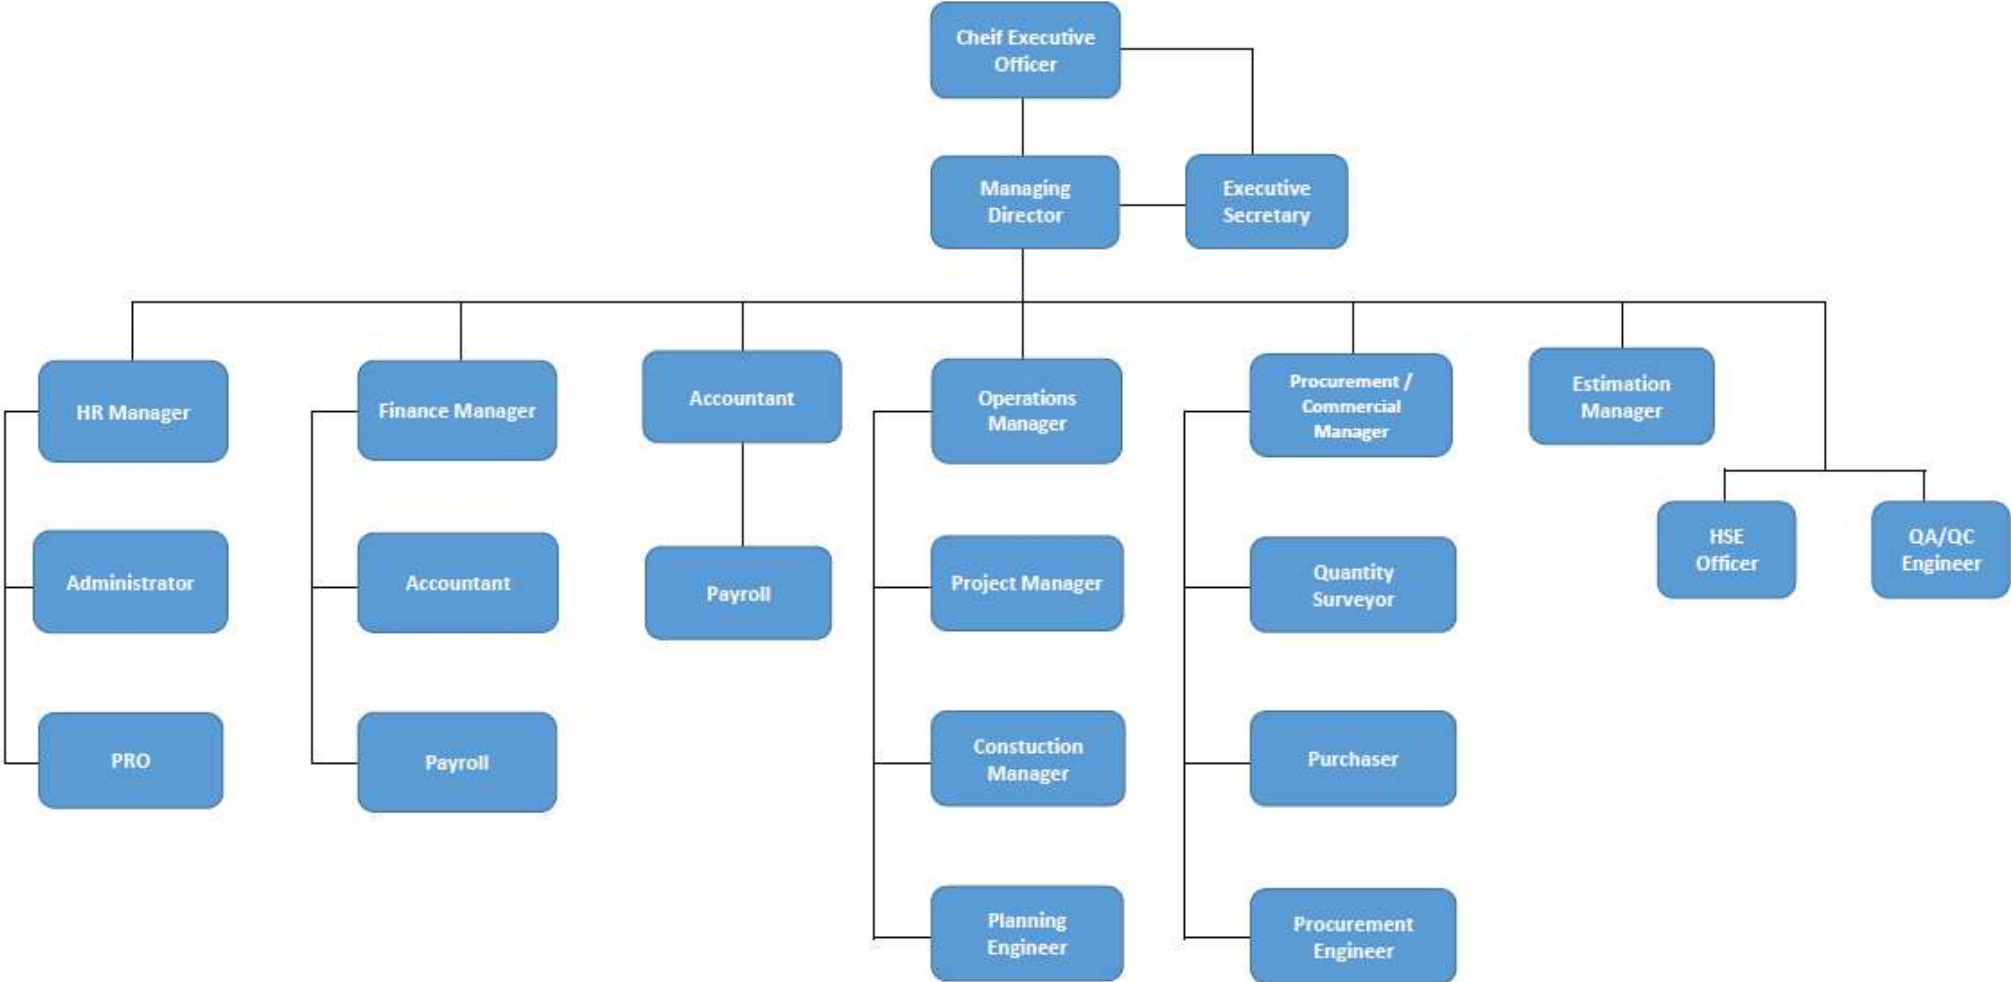 Cheif Executive
Officer
Managing
Director
Executive
Secretary
HR Manager
Finance Manager
Accountant
Operations
Manager
Procurement /
Commercial
Manager
Estimation
Manager
HSE
Officer
QA/QC
Engineer
Administrator
Accountant
Payroll
Project Manager
Quantity
Surveyor
PRO
Payroll
Constuction
Manager
Purchaser
Planning
Engineer
Procurement
Engineer